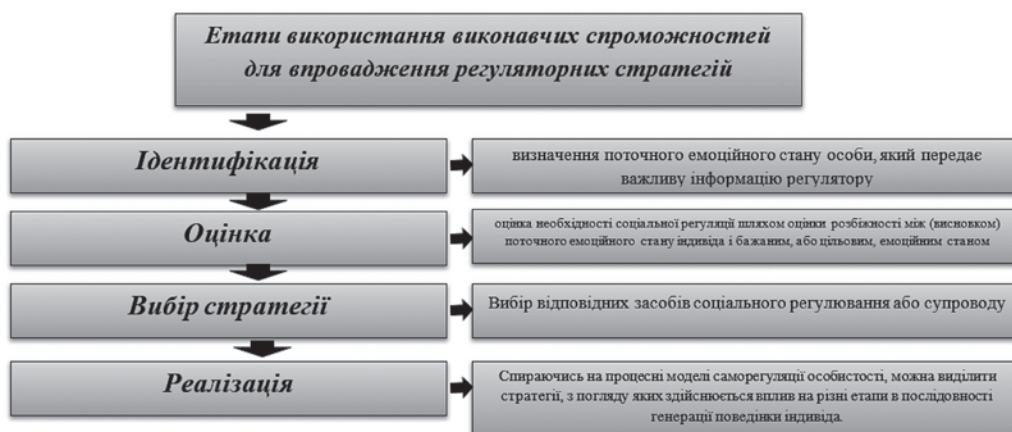 Етапи використання виконавчих спроможностей
для впровадження регуляторних стратегій
Ідентифікація
визначення поточного емоційного стану особи, який передає
важливу інформацію регулятору
Оцінка
оцінка необхідності соціальної регуляції шляхом оцінки розбіжності між (висновком)
поточного емоційного стану індивіда і бажаним, або цільовим, емоційним станом
Вибір стратегії
Вибір відповідних засобів соціального регулювання або супроводу
Реалізація
Спираючись на процесні моделі саморегуляції особистості, можна виділити
стратегії, з погляду яких здійснюється вплив на різні етапи в послідовності
генерації поведінки індивіда.